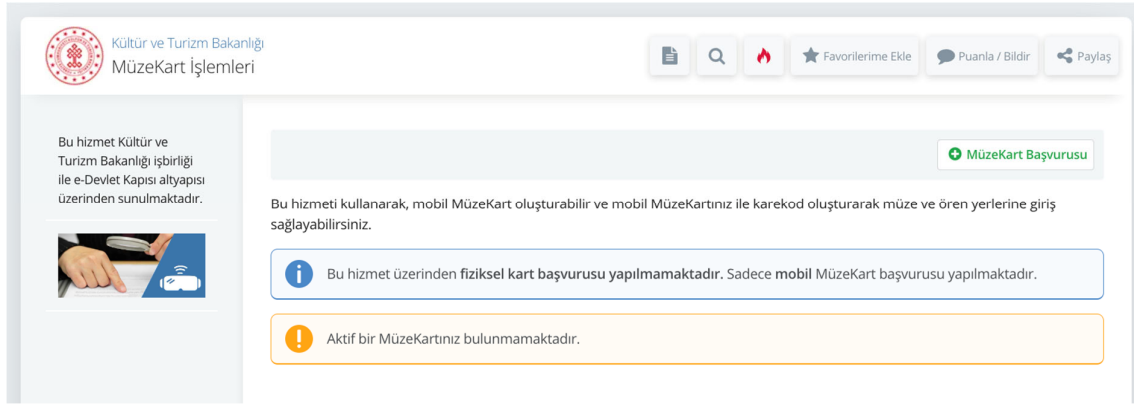 Kültür ve Turizm Bakanlığı
MüzeKart İşlemleri
Favorilerime Ekle
Puanla / Bildir
Paylaş
Bu hizmet Kültür ve
Turizm Bakanlığı işbirliği
ile e-Devlet Kapısı altyapısı
üzerinden sunulmaktadır.
MüzeKart Başvurusu
Bu hizmeti kullanarak, mobil MüzeKart oluşturabilir ve mobil MüzeKartınız ile karekod oluşturarak müze ve ören yerlerine giriş
sağlayabilirsiniz.
Bu hizmet üzerinden fiziksel kart başvurusu yapılmamaktadır. Sadece mobil MüzeKart başvurusu yapılmaktadır.
Aktif bir MüzeKartınız bulunmamaktadır.